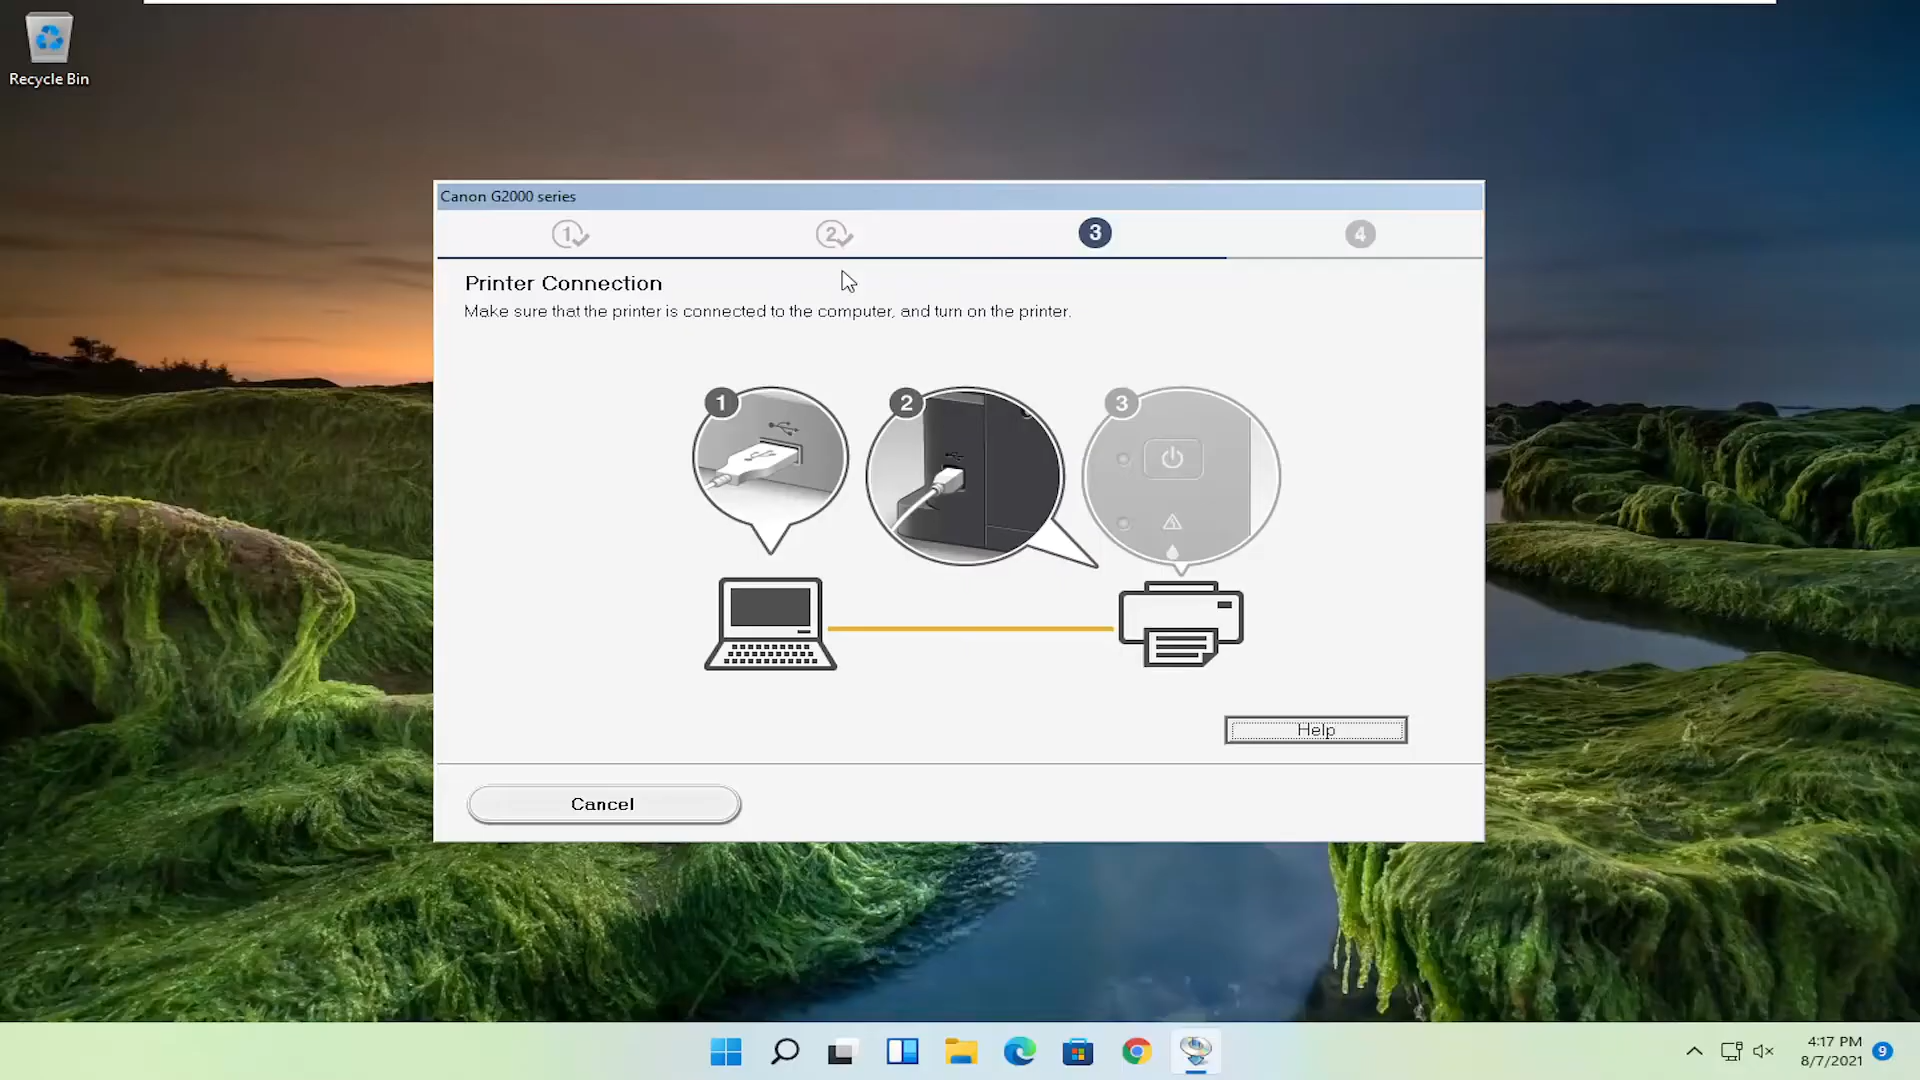 Recycle Bin
Canon G2000 series
1
2
3
4
Printer Connection
Make sure that the printer is connected to the computer, and turn on the printer.
1
2
3
Help
Cancel
4:17 PM
8/7/2021
9